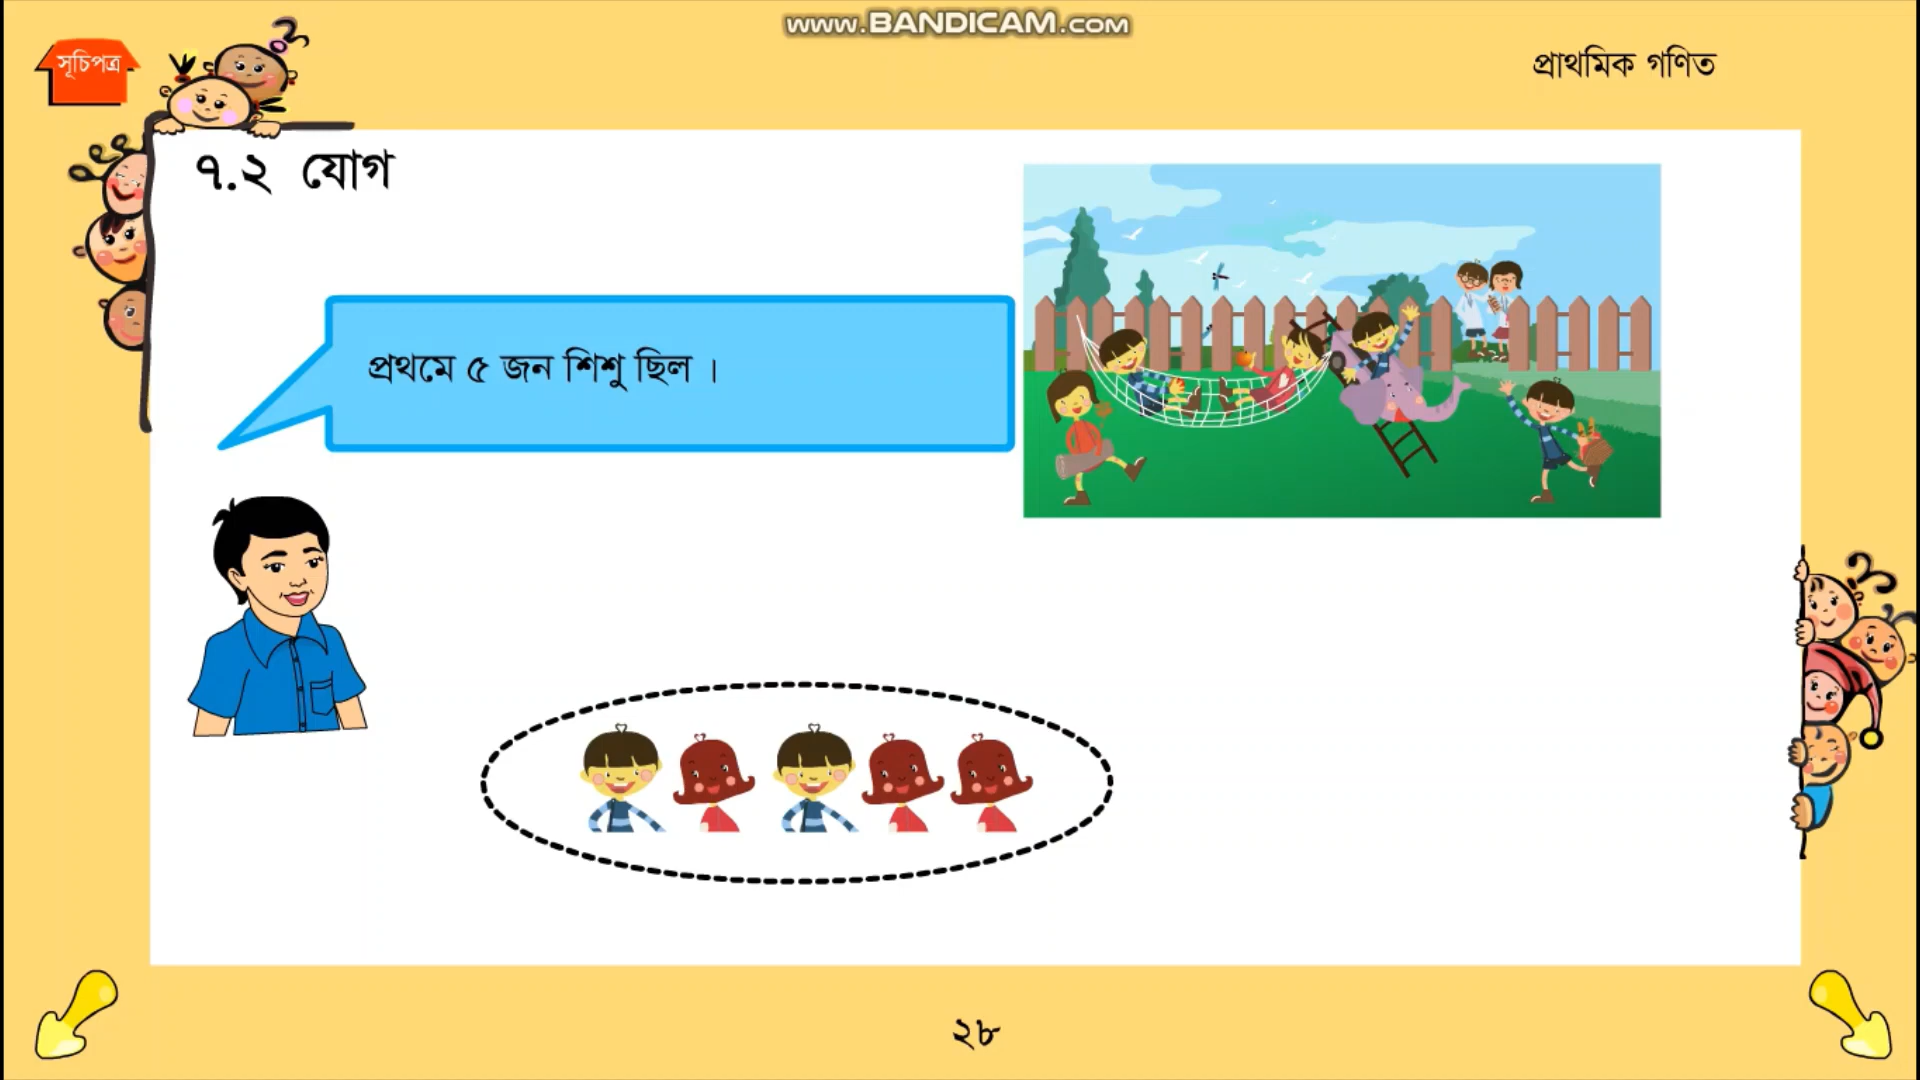 www.BANDICAM.com
সূচিপত্র
প্রাথমিক গণিত
৭.২ যোগ
প্রথমে ৫ জন শিশু ছিল ।
২৮